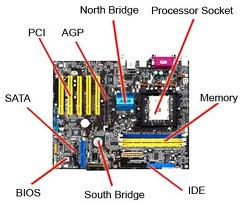 North Bridge
Processor Socket
PCI
AGP
SATA
Memory
BIOS
South Bridge
IDE